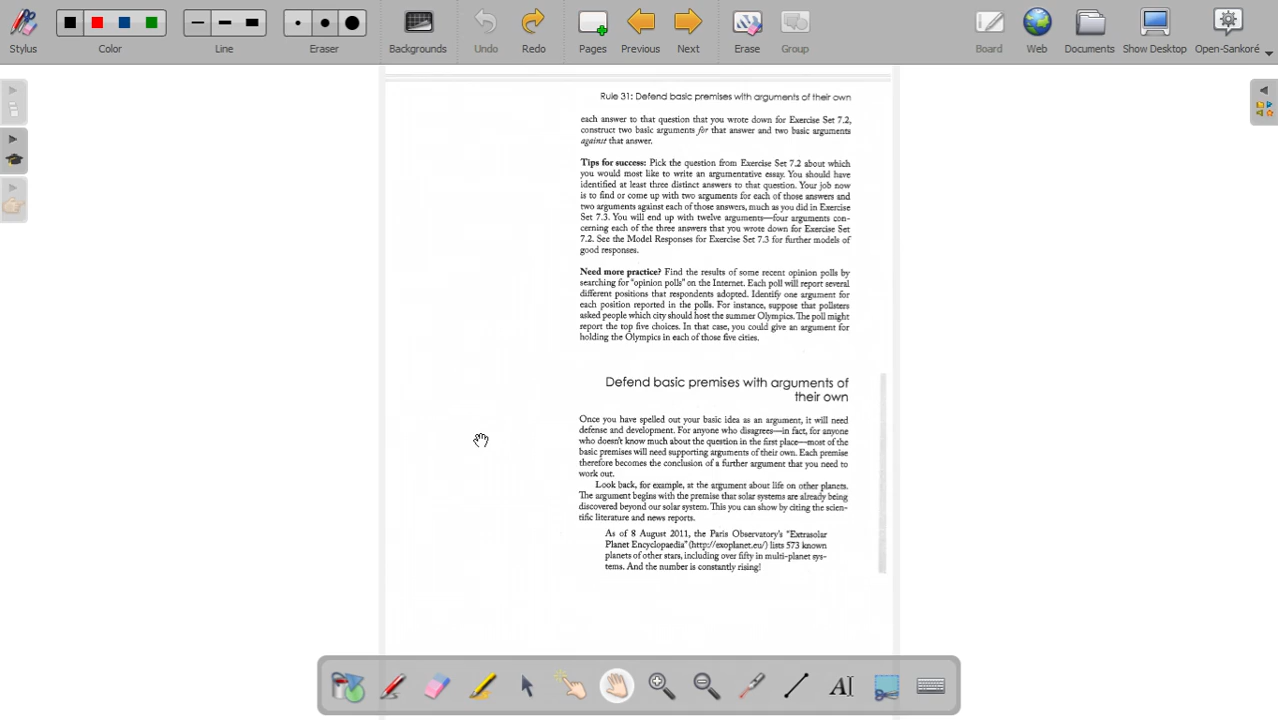 Stylus
Color
Line
Eraser
Backgrounds
Undo
Redo
Pages
Previous
Next
Erase
Group
Board
Web
Documents
Show Desktop
Open-Sankoré
Rule 31: Defend basic premises with arguments of their own
each answer to that question that you wrote down for Exercise Set 7.2,
construct two basic arguments for that answer and two basic arguments
against that answer.
Tips for success: Pick the question from Exercise Set 7.2 about which
you would most like to write an argumentative essay. You should have
identified at least three distinct answers to that question. Your job now
is to find or come up with two arguments for each of those answers and
two arguments against each of those answers, much as you did in Exercise
Set 7.3. You will end up with twelve arguments—four arguments con-
cerning each of the three answers that you wrote down for Exercise Set
7.2. See the Model Responses for Exercise Set 7.3 for further models of
good responses.
Need more practice? Find the results of some recent opinion polls by
searching for "opinion polls" on the Internet. Each poll will report several
different positions that respondents adopted. Identify one argument for
each position reported in the polls. For instance, suppose that pollsters
asked people which city should host the summer Olympics. The poll might
report the top five choices. In that case, you could give an argument for
holding the Olympics in each of those five cities.
Defend basic premises with arguments of
their own
Once you have spelled out your basic idea as an argument, it will need
defense and development. For anyone who disagrees—in fact, for anyone
who doesn't know much about the question in the first place—most of the
basic premises will need supporting arguments of their own. Each premise
therefore becomes the conclusion of a further argument that you need to
work out.
Look back, for example, at the argument about life on other planets.
The argument begins with the premise that solar systems are already being
discovered beyond our solar system. This you can show by citing the scien-
tific literature and news reports.
As of 8 August 2011, the Paris Observatory's "Extrasolar
Planet Encyclopaedia" (http://exoplanet.eu/) lists 573 known
planets of other stars, including over fifty in multi-planet sys-
tems. And the number is constantly rising!